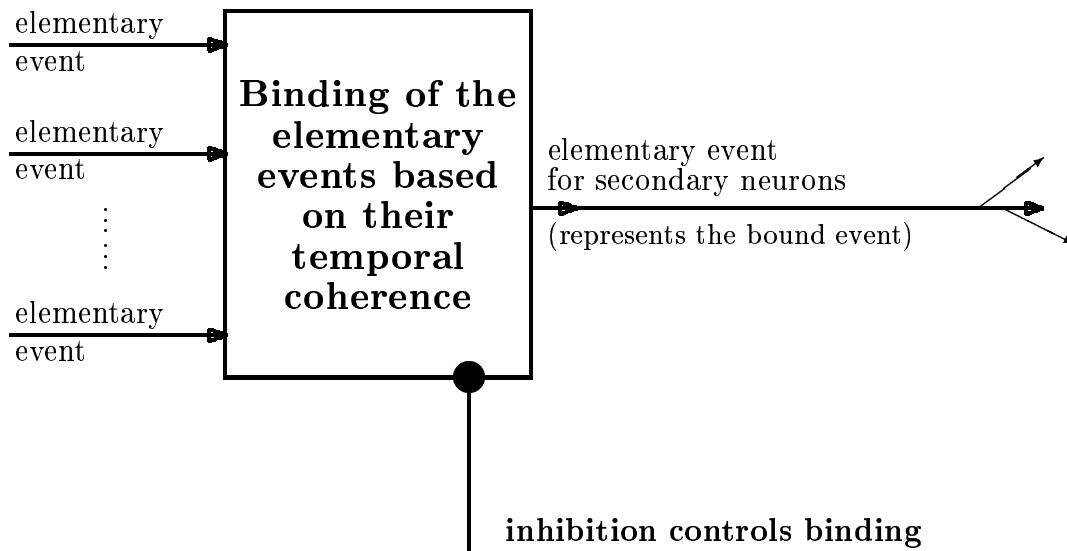 elementary
event
elementary
event
elementary
event
Binding of the
elementary
events based
on their
temporal
coherence
elementary event
for secondary neurons
(represents the bound event)
inhibition controls binding